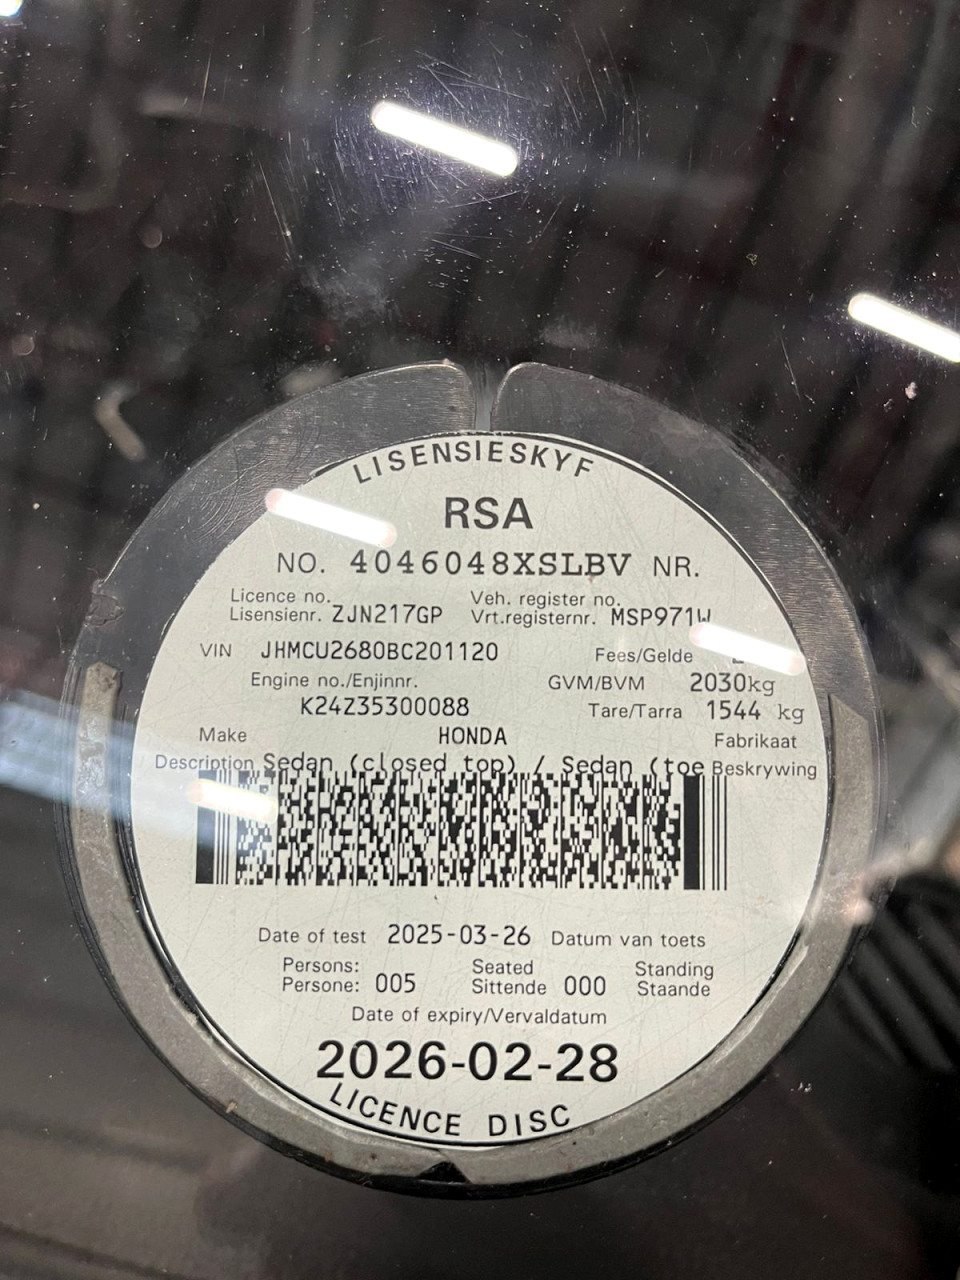 LISENSIESKYF
RSA
NO. 4046048XSLBV NR.
Licence no. Veh. register no.
Lisensienr. ZJN217GP Vrt.registernr. MSP971W
VIN JHMCU2680BC201120 Fees/Gelde
Engine no./Enjinnr. GVM/BVM 2030kg
K24Z35300088 Tare/Tarra 1544 kg
Make HONDA Fabrikaat
Description Sedan (closed top) / Sedan (toe Beskrywing
Date of test 2025-03-26 Datum van toets
Persons: Seated Standing
Persone: 005 Sittende 000 Staande
Date of expiry/Vervaldatum
2026-02-28
LICENCE DISC